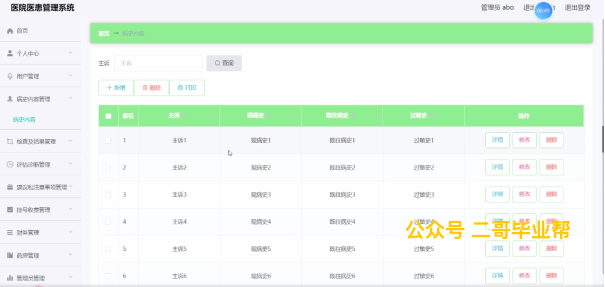 医院医患管理系统
管理员 abo
退出登录
首页
个人中心
用户管理
病史内容管理
病史内容
检查及结果管理
评估诊断管理
建议和注意事项管理
挂号收费管理
财务管理
药房管理
管理员管理
首页 病史内容
主诉 主诉 查询
新增 删除 打印
索引 主诉 现病史 既往病史 过敏史 操作
1 主诉1 现病史1 既往病史1 过敏史1 详情 修改 删除
2 主诉2 现病史2 既往病史2 过敏史2 详情 修改 删除
3 主诉3 现病史3 既往病史3 过敏史3 详情 修改 删除
4 主诉4 现病史4 既往病史4 过敏史4 详情 修改 删除
公众号 二哥毕业帮
5 主诉5 现病史5 既往病史5 过敏史5 详情 修改 删除
6 主诉6 现病史6 既往病史6 过敏史6 详情 修改 删除